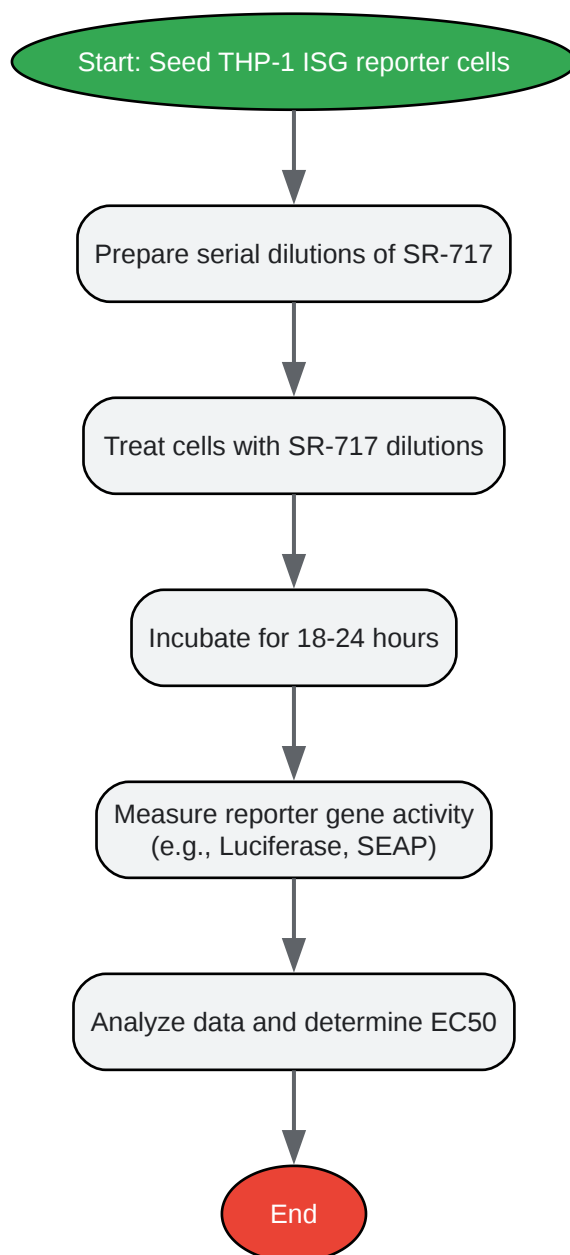 Start: Seed THP-1 ISG reporter cells
Prepare serial dilutions of SR-717
Treat cells with SR-717 dilutions
Incubate for 18-24 hours
Measure reporter gene activity
(e.g., Luciferase, SEAP)
Analyze data and determine EC50
End